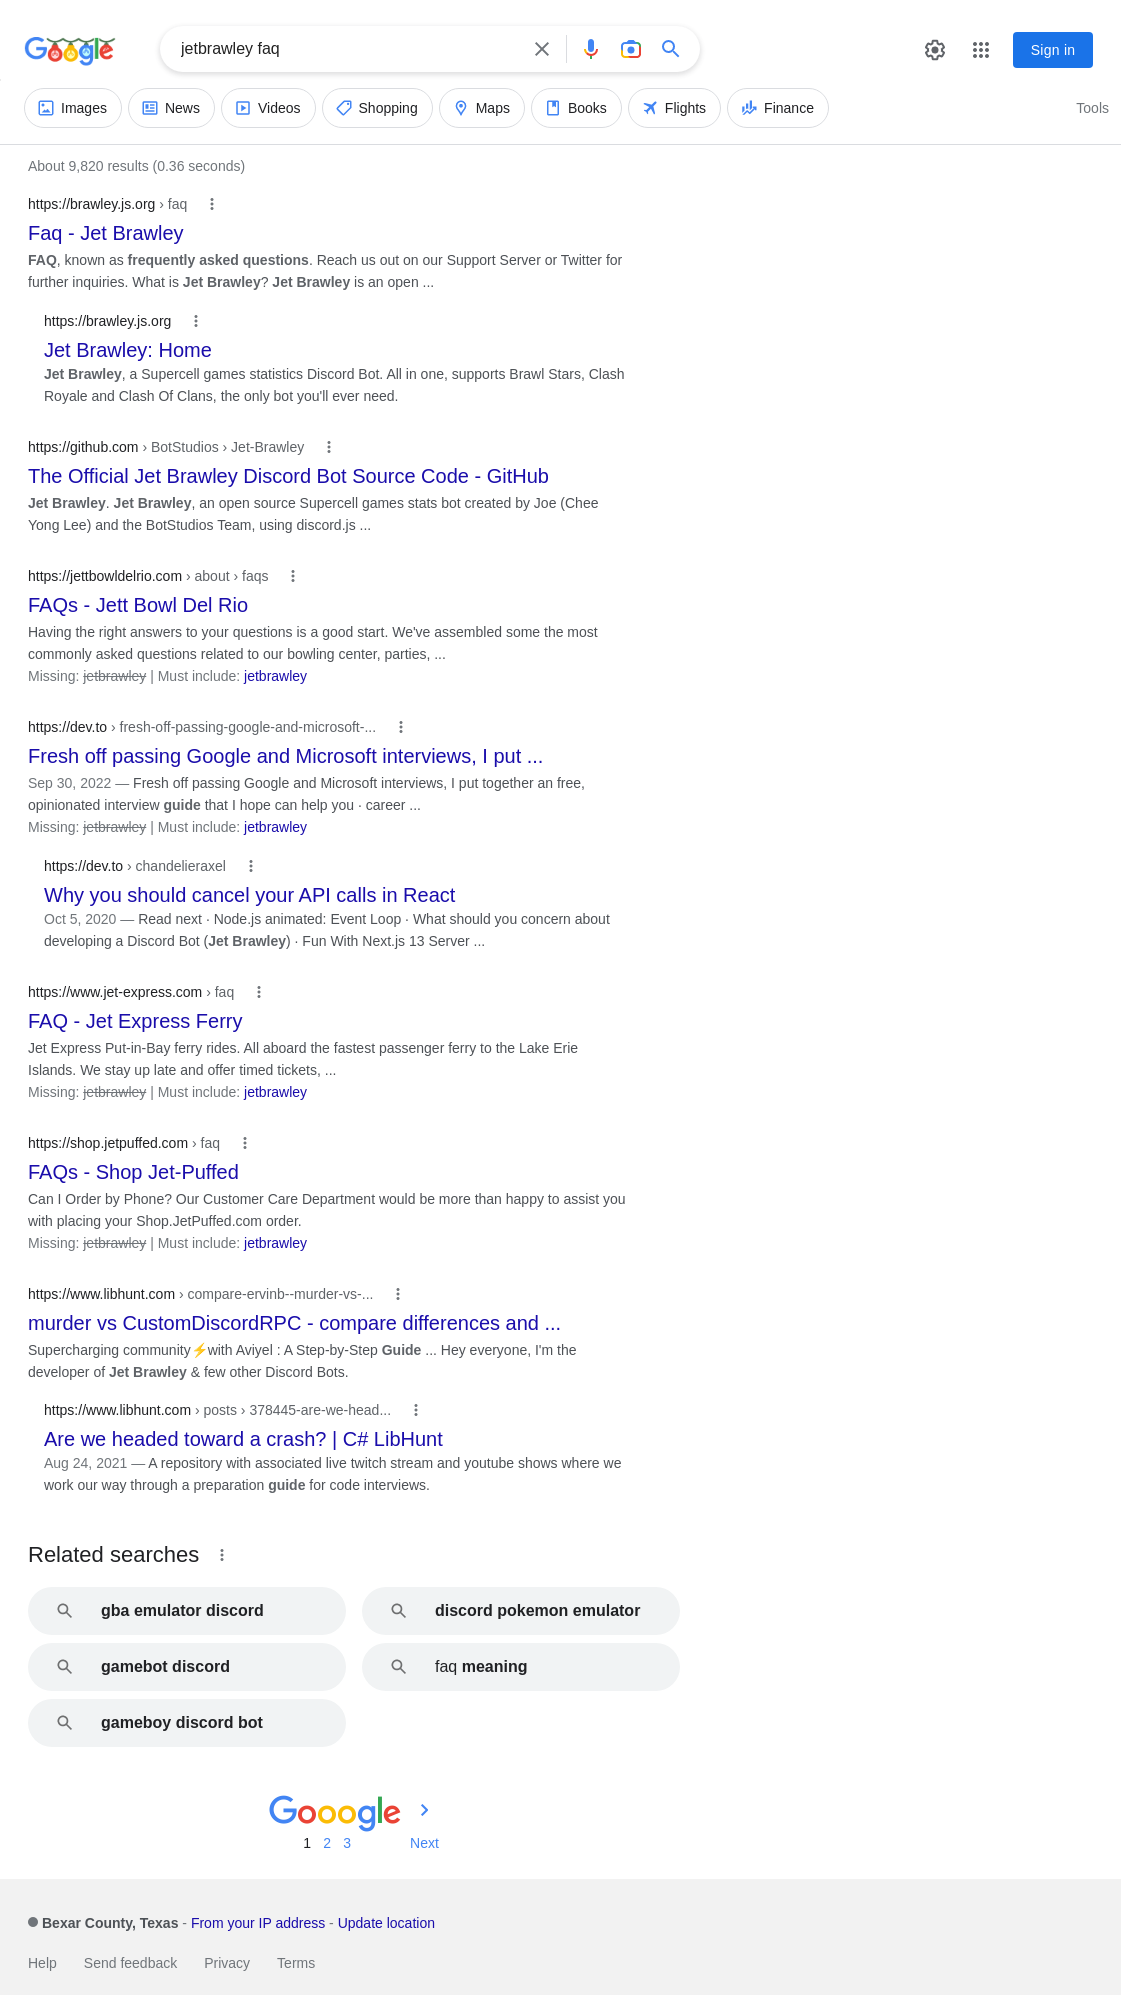 Google
jetbrawley faq
Sign in
Images
News
Videos
Shopping
Maps
Books
Flights
Finance
Tools
About 9,820 results (0.36 seconds)
https://brawley.js.org › faq
Faq - Jet Brawley
FAQ, known as frequently asked questions. Reach us out on our Support Server or Twitter for
further inquiries. What is Jet Brawley? Jet Brawley is an open ...
https://brawley.js.org
Jet Brawley: Home
Jet Brawley, a Supercell games statistics Discord Bot. All in one, supports Brawl Stars, Clash
Royale and Clash Of Clans, the only bot you'll ever need.
https://github.com › BotStudios › Jet-Brawley
The Official Jet Brawley Discord Bot Source Code - GitHub
Jet Brawley. Jet Brawley, an open source Supercell games stats bot created by Joe (Chee
Yong Lee) and the BotStudios Team, using discord.js ...
https://jettbowldelrio.com › about › faqs
FAQs - Jett Bowl Del Rio
Having the right answers to your questions is a good start. We've assembled some the most
commonly asked questions related to our bowling center, parties, ...
Missing: jetbrawley | Must include: jetbrawley
https://dev.to › fresh-off-passing-google-and-microsoft-...
Fresh off passing Google and Microsoft interviews, I put ...
Sep 30, 2022 — Fresh off passing Google and Microsoft interviews, I put together an free,
opinionated interview guide that I hope can help you · career ...
Missing: jetbrawley | Must include: jetbrawley
https://dev.to › chandelieraxel
Why you should cancel your API calls in React
Oct 5, 2020 — Read next · Node.js animated: Event Loop · What should you concern about
developing a Discord Bot (Jet Brawley) · Fun With Next.js 13 Server ...
https://www.jet-express.com › faq
FAQ - Jet Express Ferry
Jet Express Put-in-Bay ferry rides. All aboard the fastest passenger ferry to the Lake Erie
Islands. We stay up late and offer timed tickets, ...
Missing: jetbrawley | Must include: jetbrawley
https://shop.jetpuffed.com › faq
FAQs - Shop Jet-Puffed
Can I Order by Phone? Our Customer Care Department would be more than happy to assist you
with placing your Shop.JetPuffed.com order.
Missing: jetbrawley | Must include: jetbrawley
https://www.libhunt.com › compare-ervinb--murder-vs-...
murder vs CustomDiscordRPC - compare differences and ...
Supercharging community⚡with Aviyel : A Step-by-Step Guide ... Hey everyone, I'm the
developer of Jet Brawley & few other Discord Bots.
https://www.libhunt.com › posts › 378445-are-we-head...
Are we headed toward a crash? | C# LibHunt
Aug 24, 2021 — A repository with associated live twitch stream and youtube shows where we
work our way through a preparation guide for code interviews.
Related searches
gba emulator discord
discord pokemon emulator
gamebot discord
faq meaning
gameboy discord bot
Gooogle
1 2 3 Next
Bexar County, Texas - From your IP address - Update location
Help Send feedback Privacy Terms